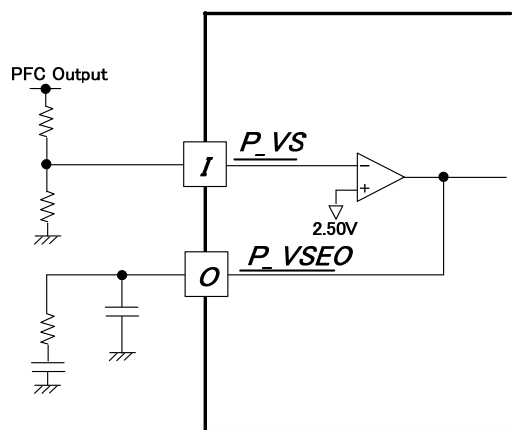 PFC Output
I
P_VS
−
+
2.50V
O
P_VSEO